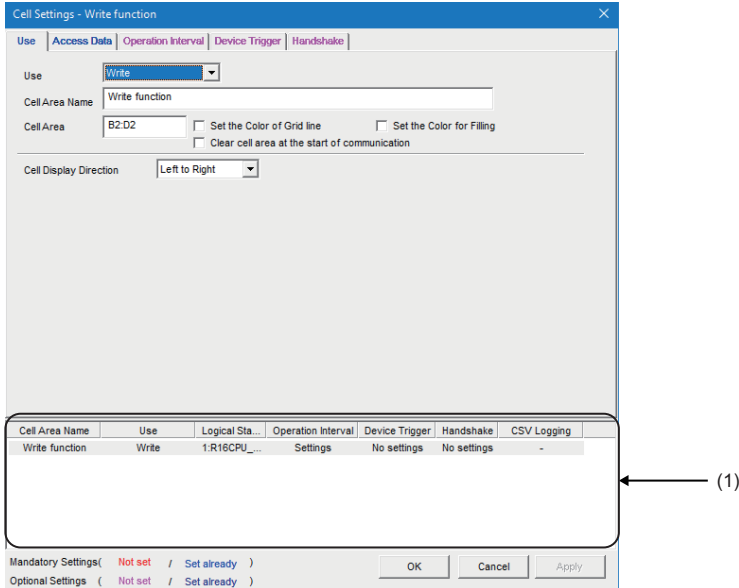 Cell Settings - Write function
Use Access Data Operation Interval Device Trigger Handshake
Use Write
Cell Area Name Write function
Cell Area B2:D2 Set the Color of Grid line Set the Color for Filling
Clear cell area at the start of communication
Cell Display Direction Left to Right
Cell Area Name Use Logical Sta... Operation Interval Device Trigger Handshake CSV Logging
Write function Write 1:R16CPU_... Settings No settings No settings -
(1)
Mandatory Settings( Not set / Set already ) OK Cancel Apply
Optional Settings ( Not set / Set already )